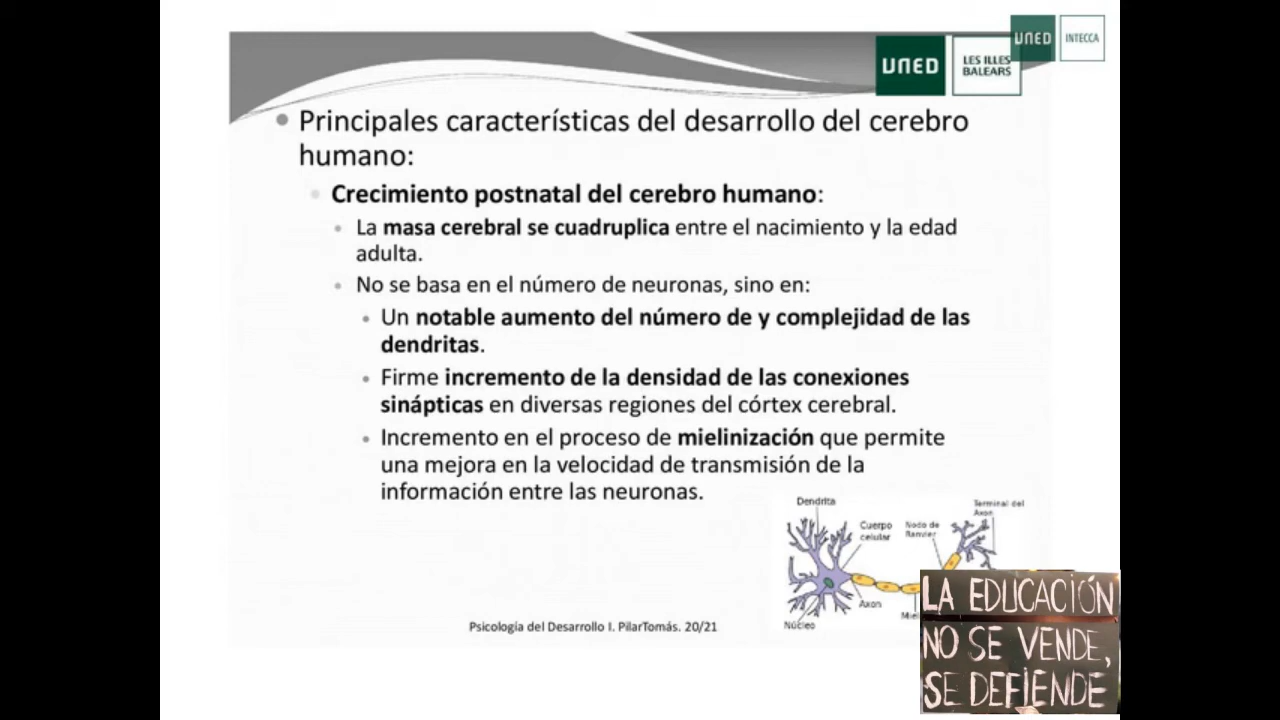 UNED
INTECCA
UNED
LES ILLES
BALEARS
Principales características del desarrollo del cerebro
humano:
Crecimiento postnatal del cerebro humano:
La masa cerebral se cuadruplica entre el nacimiento y la edad
adulta.
No se basa en el número de neuronas, sino en:
Un notable aumento del número de y complejidad de las
dendritas.
Firme incremento de la densidad de las conexiones
sinápticas en diversas regiones del córtex cerebral.
Incremento en el proceso de mielinización que permite
una mejora en la velocidad de transmisión de la
información entre las neuronas.
Dendrita
Cuerpo
celular
Nodo de
Ranvier
Terminal del
Axon
Axon
Núcleo
Psicología del Desarrollo I. PilarTomás. 20/21
LA EDUCACIÓN
NO SE VENDE,
SE DEFIENDE